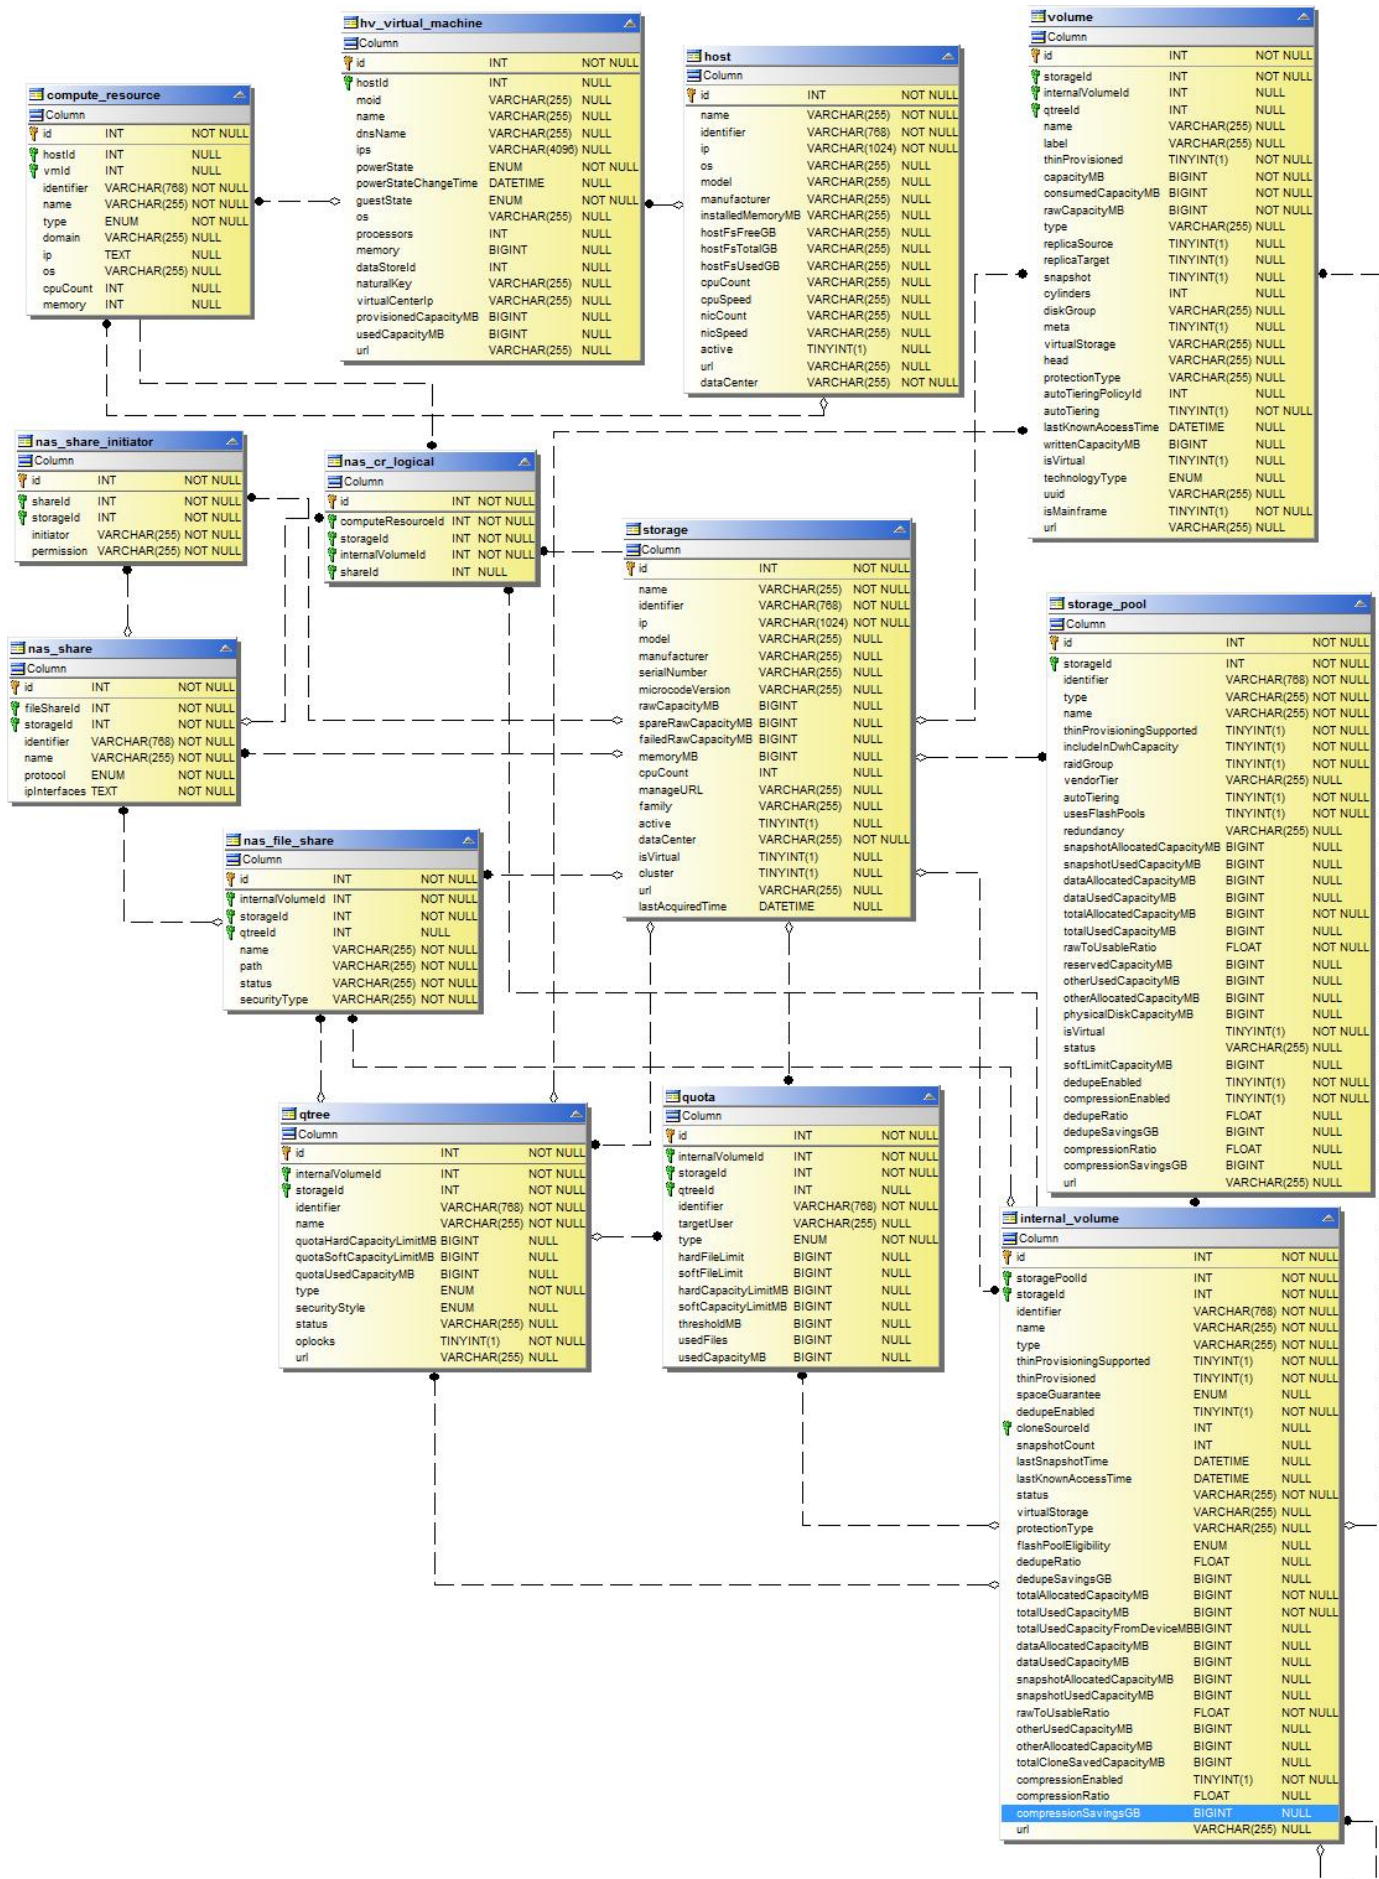 hv_virtual_machine
Column
id INT NOT NULL
hostId INT NULL
moid VARCHAR(255) NULL
name VARCHAR(255) NULL
dnsName VARCHAR(255) NULL
ips VARCHAR(4096) NULL
powerState ENUM NOT NULL
powerStateChangeTime DATETIME NULL
guestState ENUM NOT NULL
os VARCHAR(255) NULL
processors INT NULL
memory BIGINT NULL
dataStoreId INT NULL
naturalKey VARCHAR(255) NULL
virtualCenterIp VARCHAR(255) NULL
provisionedCapacityMB BIGINT NULL
usedCapacityMB BIGINT NULL
url VARCHAR(255) NULL
volume
Column
id INT NOT NULL
storageId INT NOT NULL
internalVolumeId INT NULL
qtreeId INT NULL
name VARCHAR(255) NULL
label VARCHAR(255) NULL
thinProvisioned TINYINT(1) NOT NULL
capacityMB BIGINT NOT NULL
consumedCapacityMB BIGINT NOT NULL
rawCapacityMB BIGINT NOT NULL
type VARCHAR(255) NULL
replicaSource TINYINT(1) NULL
replicaTarget TINYINT(1) NULL
snapshot TINYINT(1) NULL
cylinders INT NULL
diskGroup VARCHAR(255) NULL
meta TINYINT(1) NULL
virtualStorage VARCHAR(255) NULL
head VARCHAR(255) NULL
protectionType VARCHAR(255) NULL
autoTieringPolicyId INT NULL
autoTiering TINYINT(1) NOT NULL
lastKnownAccessTime DATETIME NULL
writtenCapacityMB BIGINT NULL
isVirtual TINYINT(1) NULL
technologyType ENUM NULL
uuid VARCHAR(255) NULL
isMainframe TINYINT(1) NOT NULL
url VARCHAR(255) NULL
host
Column
id INT NOT NULL
name VARCHAR(255) NOT NULL
identifier VARCHAR(768) NOT NULL
ip VARCHAR(1024) NOT NULL
os VARCHAR(255) NULL
model VARCHAR(255) NULL
manufacturer VARCHAR(255) NULL
installedMemoryMB VARCHAR(255) NULL
hostFsFreeGB VARCHAR(255) NULL
hostFsTotalGB VARCHAR(255) NULL
hostFsUsedGB VARCHAR(255) NULL
cpuCount VARCHAR(255) NULL
cpuSpeed VARCHAR(255) NULL
nicCount VARCHAR(255) NULL
nicSpeed VARCHAR(255) NULL
active TINYINT(1) NULL
url VARCHAR(255) NULL
dataCenter VARCHAR(255) NOT NULL
compute_resource
Column
id INT NOT NULL
hostId INT NULL
vmId INT NULL
identifier VARCHAR(768) NOT NULL
name VARCHAR(255) NOT NULL
type ENUM NOT NULL
domain VARCHAR(255) NULL
ip TEXT NULL
os VARCHAR(255) NULL
cpuCount INT NULL
memory INT NULL
nas_share_initiator
Column
id INT NOT NULL
shareId INT NOT NULL
storageId INT NOT NULL
initiator VARCHAR(255) NOT NULL
permission VARCHAR(255) NOT NULL
nas_cr_logical
Column
id INT NOT NULL
computeResourceId INT NOT NULL
storageId INT NOT NULL
internalVolumeId INT NOT NULL
shareId INT NULL
storage
Column
id INT NOT NULL
name VARCHAR(255) NOT NULL
identifier VARCHAR(768) NOT NULL
ip VARCHAR(1024) NOT NULL
model VARCHAR(255) NULL
manufacturer VARCHAR(255) NULL
serialNumber VARCHAR(255) NULL
microcodeVersion VARCHAR(255) NULL
rawCapacityMB BIGINT NULL
spareRawCapacityMB BIGINT NULL
failedRawCapacityMB BIGINT NULL
memoryMB BIGINT NULL
cpuCount INT NULL
manageURL VARCHAR(255) NULL
family VARCHAR(255) NULL
active TINYINT(1) NULL
dataCenter VARCHAR(255) NOT NULL
isVirtual TINYINT(1) NULL
cluster TINYINT(1) NULL
url VARCHAR(255) NULL
lastAcquiredTime DATETIME NULL
storage_pool
Column
id INT NOT NULL
storageId INT NOT NULL
identifier VARCHAR(768) NOT NULL
type VARCHAR(255) NOT NULL
name VARCHAR(255) NOT NULL
thinProvisioningSupported TINYINT(1) NOT NULL
includeInDwhCapacity TINYINT(1) NOT NULL
raidGroup TINYINT(1) NOT NULL
vendorTier VARCHAR(255) NULL
autoTiering TINYINT(1) NOT NULL
usesFlashPools TINYINT(1) NOT NULL
redundancy VARCHAR(255) NULL
snapshotAllocatedCapacityMB BIGINT NULL
snapshotUsedCapacityMB BIGINT NULL
dataAllocatedCapacityMB BIGINT NULL
dataUsedCapacityMB BIGINT NULL
totalAllocatedCapacityMB BIGINT NOT NULL
totalUsedCapacityMB BIGINT NULL
rawToUsableRatio FLOAT NOT NULL
reservedCapacityMB BIGINT NULL
otherUsedCapacityMB BIGINT NULL
otherAllocatedCapacityMB BIGINT NULL
physicalDiskCapacityMB BIGINT NULL
isVirtual TINYINT(1) NOT NULL
status VARCHAR(255) NULL
softLimitCapacityMB BIGINT NULL
dedupeEnabled TINYINT(1) NOT NULL
compressionEnabled TINYINT(1) NOT NULL
dedupeRatio FLOAT NULL
dedupeSavingsGB BIGINT NULL
compressionRatio FLOAT NULL
compressionSavingsGB BIGINT NULL
url VARCHAR(255) NULL
nas_share
Column
id INT NOT NULL
fileShareId INT NOT NULL
storageId INT NOT NULL
identifier VARCHAR(768) NOT NULL
name VARCHAR(255) NOT NULL
protocol ENUM NOT NULL
ipInterfaces TEXT NOT NULL
nas_file_share
Column
id INT NOT NULL
internalVolumeId INT NOT NULL
storageId INT NOT NULL
qtreeId INT NULL
name VARCHAR(255) NOT NULL
path VARCHAR(255) NOT NULL
status VARCHAR(255) NOT NULL
securityType VARCHAR(255) NOT NULL
qtree
Column
id INT NOT NULL
internalVolumeId INT NOT NULL
storageId INT NOT NULL
identifier VARCHAR(768) NOT NULL
name VARCHAR(255) NOT NULL
quotaHardCapacityLimitMB BIGINT NULL
quotaSoftCapacityLimitMB BIGINT NULL
quotaUsedCapacityMB BIGINT NULL
type ENUM NOT NULL
securityStyle ENUM NULL
status VARCHAR(255) NULL
oplocks TINYINT(1) NOT NULL
url VARCHAR(255) NULL
quota
Column
id INT NOT NULL
internalVolumeId INT NOT NULL
storageId INT NOT NULL
qtreeId INT NULL
identifier VARCHAR(768) NOT NULL
targetUser VARCHAR(255) NULL
type ENUM NOT NULL
hardFileLimit BIGINT NULL
softFileLimit BIGINT NULL
hardCapacityLimitMB BIGINT NULL
softCapacityLimitMB BIGINT NULL
thresholdMB BIGINT NULL
usedFiles BIGINT NULL
usedCapacityMB BIGINT NULL
internal_volume
Column
id INT NOT NULL
storagePoolId INT NOT NULL
storageId INT NOT NULL
identifier VARCHAR(768) NOT NULL
name VARCHAR(255) NOT NULL
type VARCHAR(255) NOT NULL
thinProvisioningSupported TINYINT(1) NOT NULL
thinProvisioned TINYINT(1) NOT NULL
spaceGuarantee ENUM NULL
dedupeEnabled TINYINT(1) NOT NULL
cloneSourceId INT NULL
snapshotCount INT NULL
lastSnapshotTime DATETIME NULL
lastKnownAccessTime DATETIME NULL
status VARCHAR(255) NOT NULL
virtualStorage VARCHAR(255) NULL
protectionType VARCHAR(255) NULL
flashPoolEligibility ENUM NULL
dedupeRatio FLOAT NULL
dedupeSavingsGB BIGINT NULL
totalAllocatedCapacityMB BIGINT NOT NULL
totalUsedCapacityMB BIGINT NOT NULL
totalUsedCapacityFromDeviceMB BIGINT NULL
dataAllocatedCapacityMB BIGINT NULL
dataUsedCapacityMB BIGINT NULL
snapshotAllocatedCapacityMB BIGINT NULL
snapshotUsedCapacityMB BIGINT NULL
rawToUsableRatio FLOAT NOT NULL
otherUsedCapacityMB BIGINT NULL
otherAllocatedCapacityMB BIGINT NULL
totalCloneSavedCapacityMB BIGINT NULL
compressionEnabled TINYINT(1) NOT NULL
compressionRatio FLOAT NULL
compressionSavingsGB BIGINT NULL
url VARCHAR(255) NULL